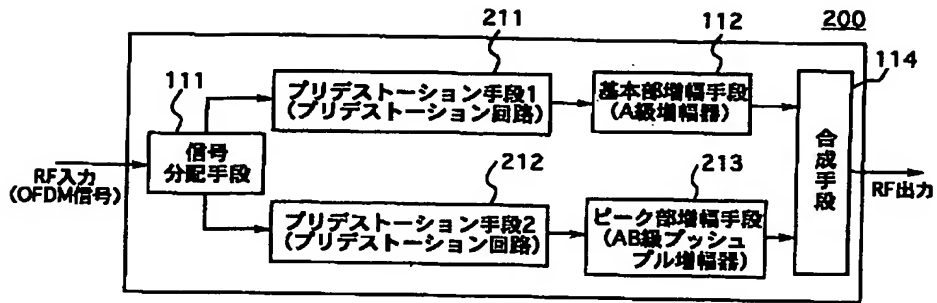 211
112
200
114
111
プリデストーション手段1
(プリデストーション回路)
基本部増幅手段
(A級増幅器)
信号
分配手段
RF入力
(OFDM信号)
合成手段
RF出力
212
213
プリデストーション手段2
(プリデストーション回路)
ピーク部増幅手段
(AB級プッシュ
プル増幅器)